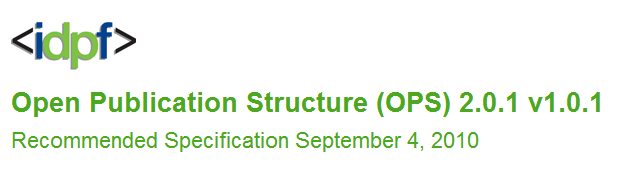 <idpf>
Open Publication Structure (OPS) 2.0.1 v1.0.1
Recommended Specification September 4, 2010